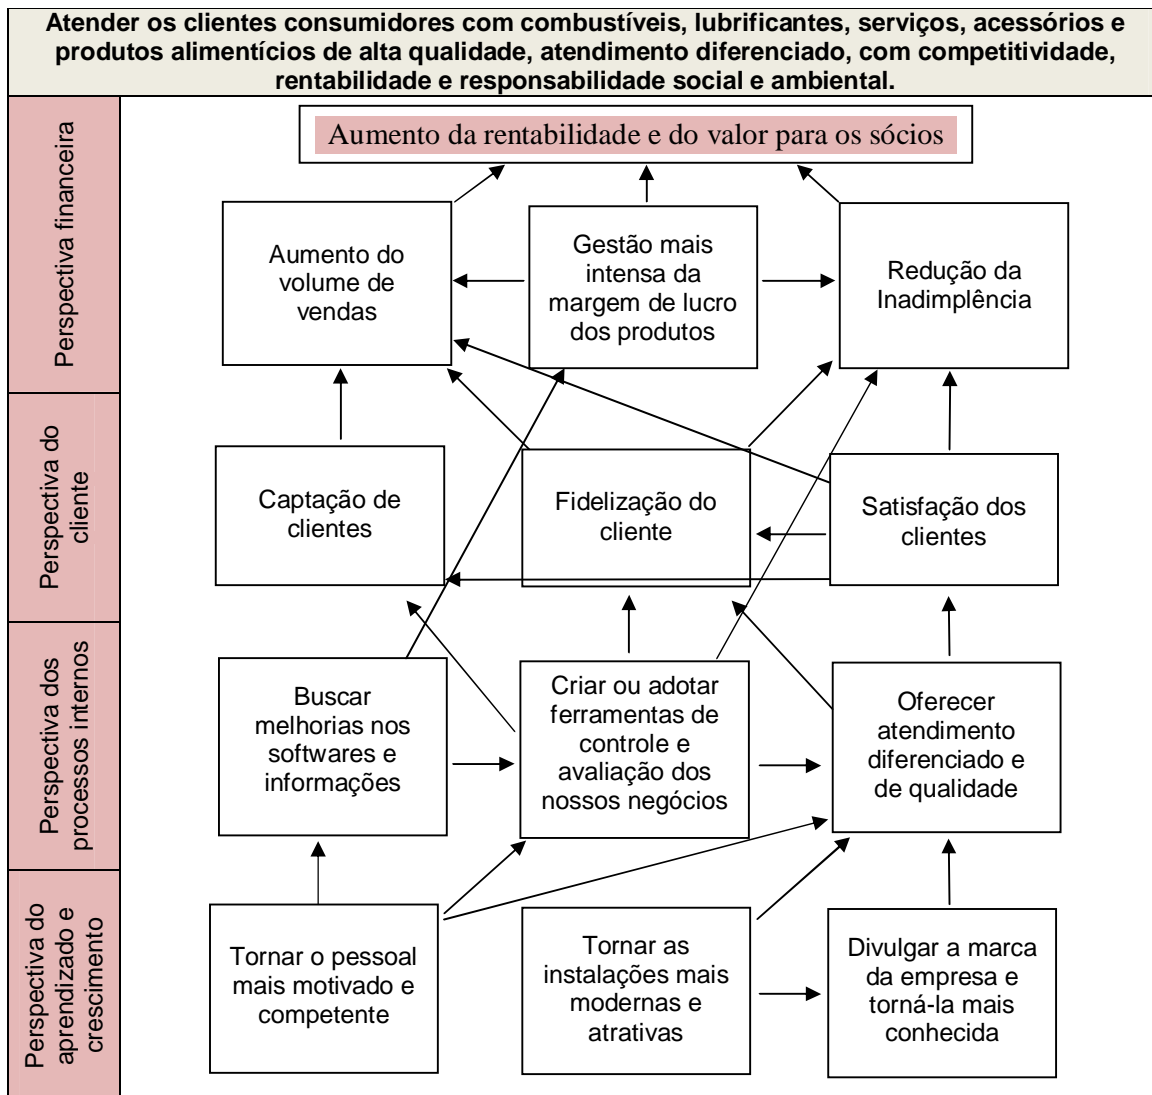 Atender os clientes consumidores com combustíveis, lubrificantes, serviços, acessórios e
produtos alimentícios de alta qualidade, atendimento diferenciado, com competitividade,
rentabilidade e responsabilidade social e ambiental.
Perspectiva financeira
Aumento da rentabilidade e do valor para os sócios
Aumento do
volume de
vendas
Gestão mais
intensa da
margem de lucro
dos produtos
Redução da
Inadimplência
Perspectiva do
cliente
Captação de
clientes
Fidelização do
cliente
Satisfação dos
clientes
Perspectiva dos
processos internos
Buscar
melhorias nos
softwares e
informações
Criar ou adotar
ferramentas de
controle e
avaliação dos
nossos negócios
Oferecer
atendimento
diferenciado e
de qualidade
Perspectiva do
aprendizado e
crescimento
Tornar o pessoal
mais motivado e
competente
Tornar as
instalações mais
modernas e
atrativas
Divulgar a marca
da empresa e
torná-la mais
conhecida